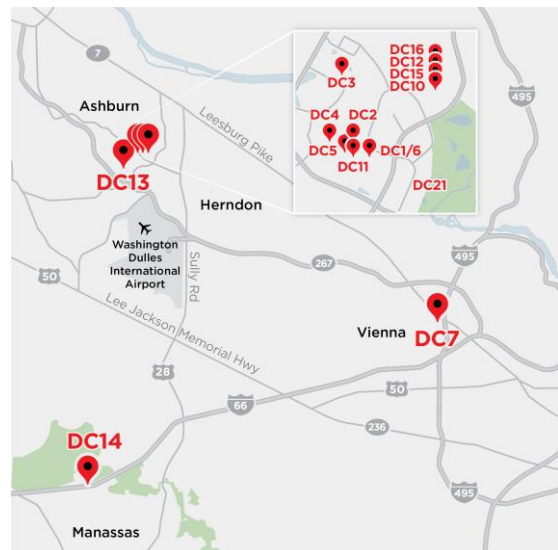 7
Ashburn
Leesburg Pike
DC13
Herndon
Washington
Dulles
International
Airport
Sully Rd
50
267
Lee Jackson Memorial Hwy
28
66
Vienna
DC7
495
495
50
236
495
DC14
Manassas
DC3
DC16
DC12
DC15
DC10
DC4
DC2
DC5
DC11
DC1/6
DC21